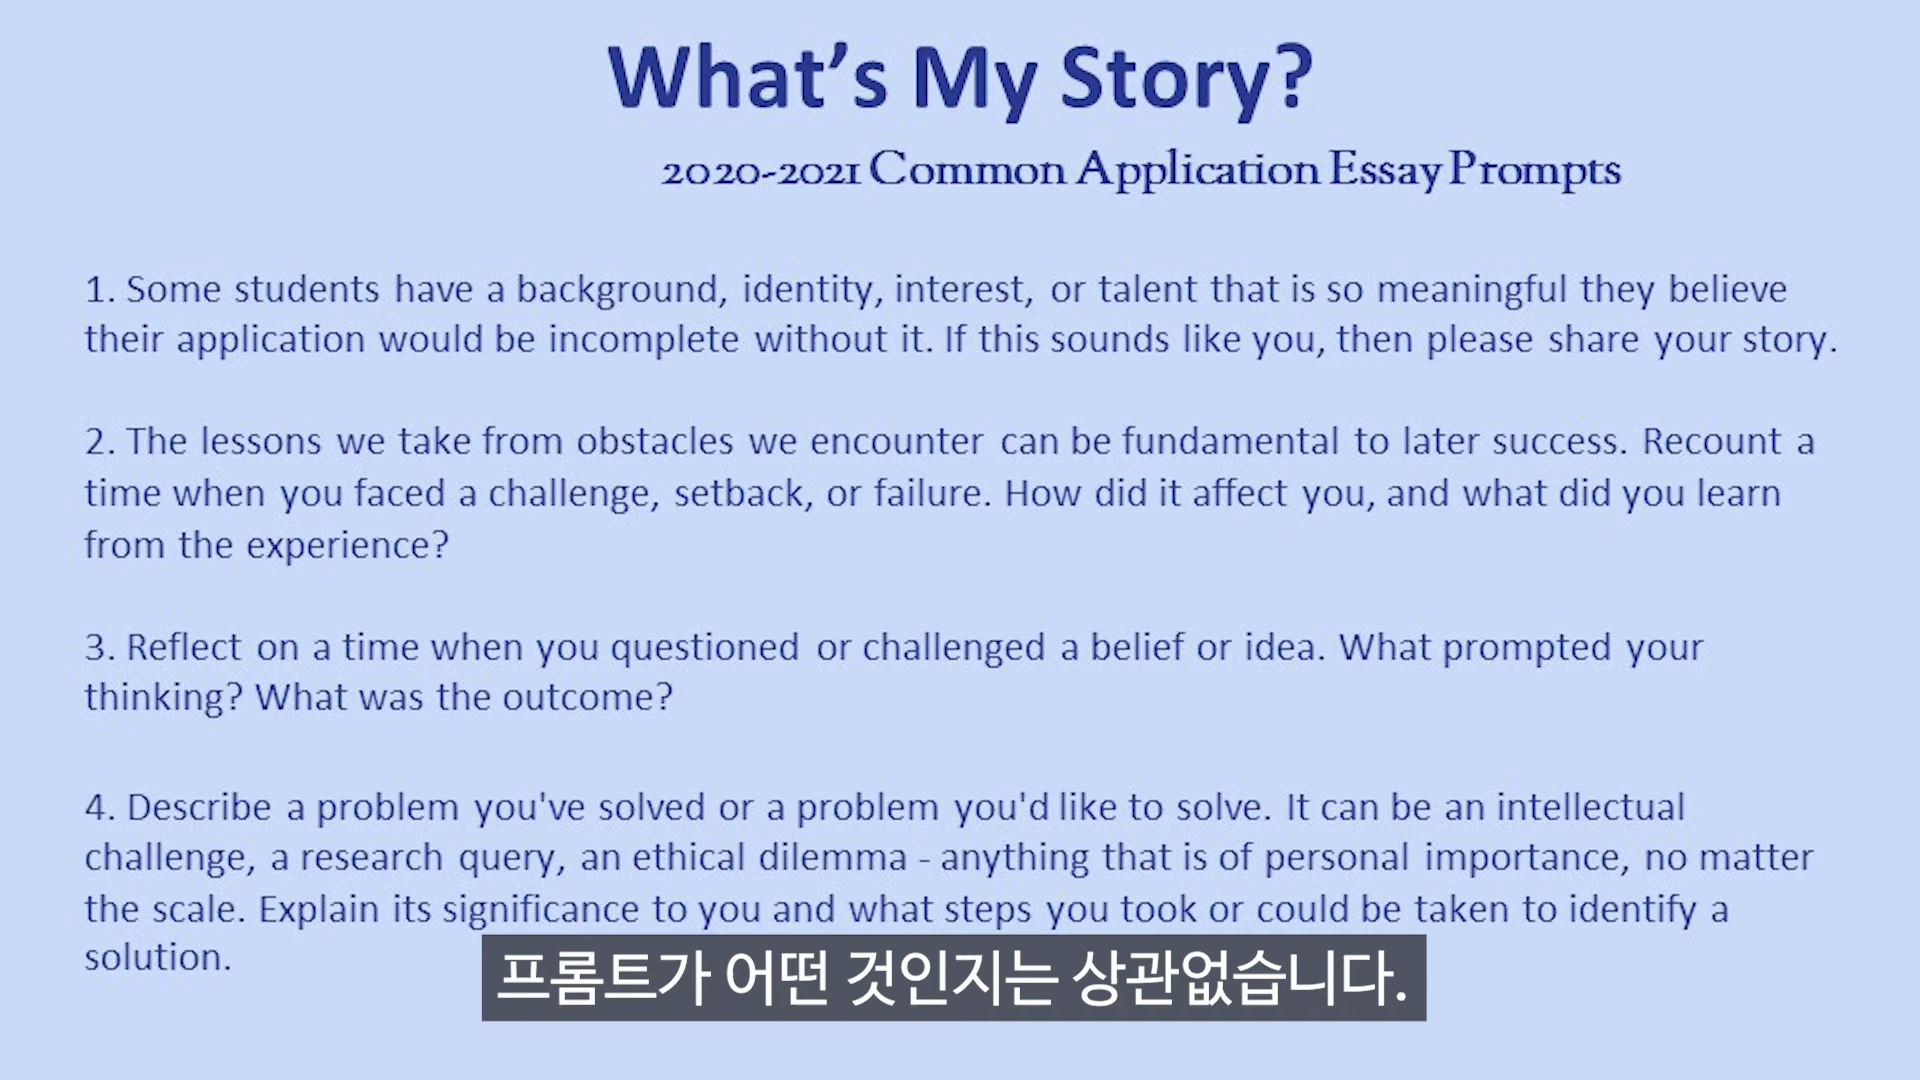 What’s My Story?
2020-2021 Common Application Essay Prompts
1. Some students have a background, identity, interest, or talent that is so meaningful they believe
their application would be incomplete without it. If this sounds like you, then please share your story.
2. The lessons we take from obstacles we encounter can be fundamental to later success. Recount a
time when you faced a challenge, setback, or failure. How did it affect you, and what did you learn
from the experience?
3. Reflect on a time when you questioned or challenged a belief or idea. What prompted your
thinking? What was the outcome?
4. Describe a problem you've solved or a problem you'd like to solve. It can be an intellectual
challenge, a research query, an ethical dilemma - anything that is of personal importance, no matter
the scale. Explain its significance to you and what steps you took or could be taken to identify a
solution.
프롬트가 어떤 것인지는 상관없습니다.